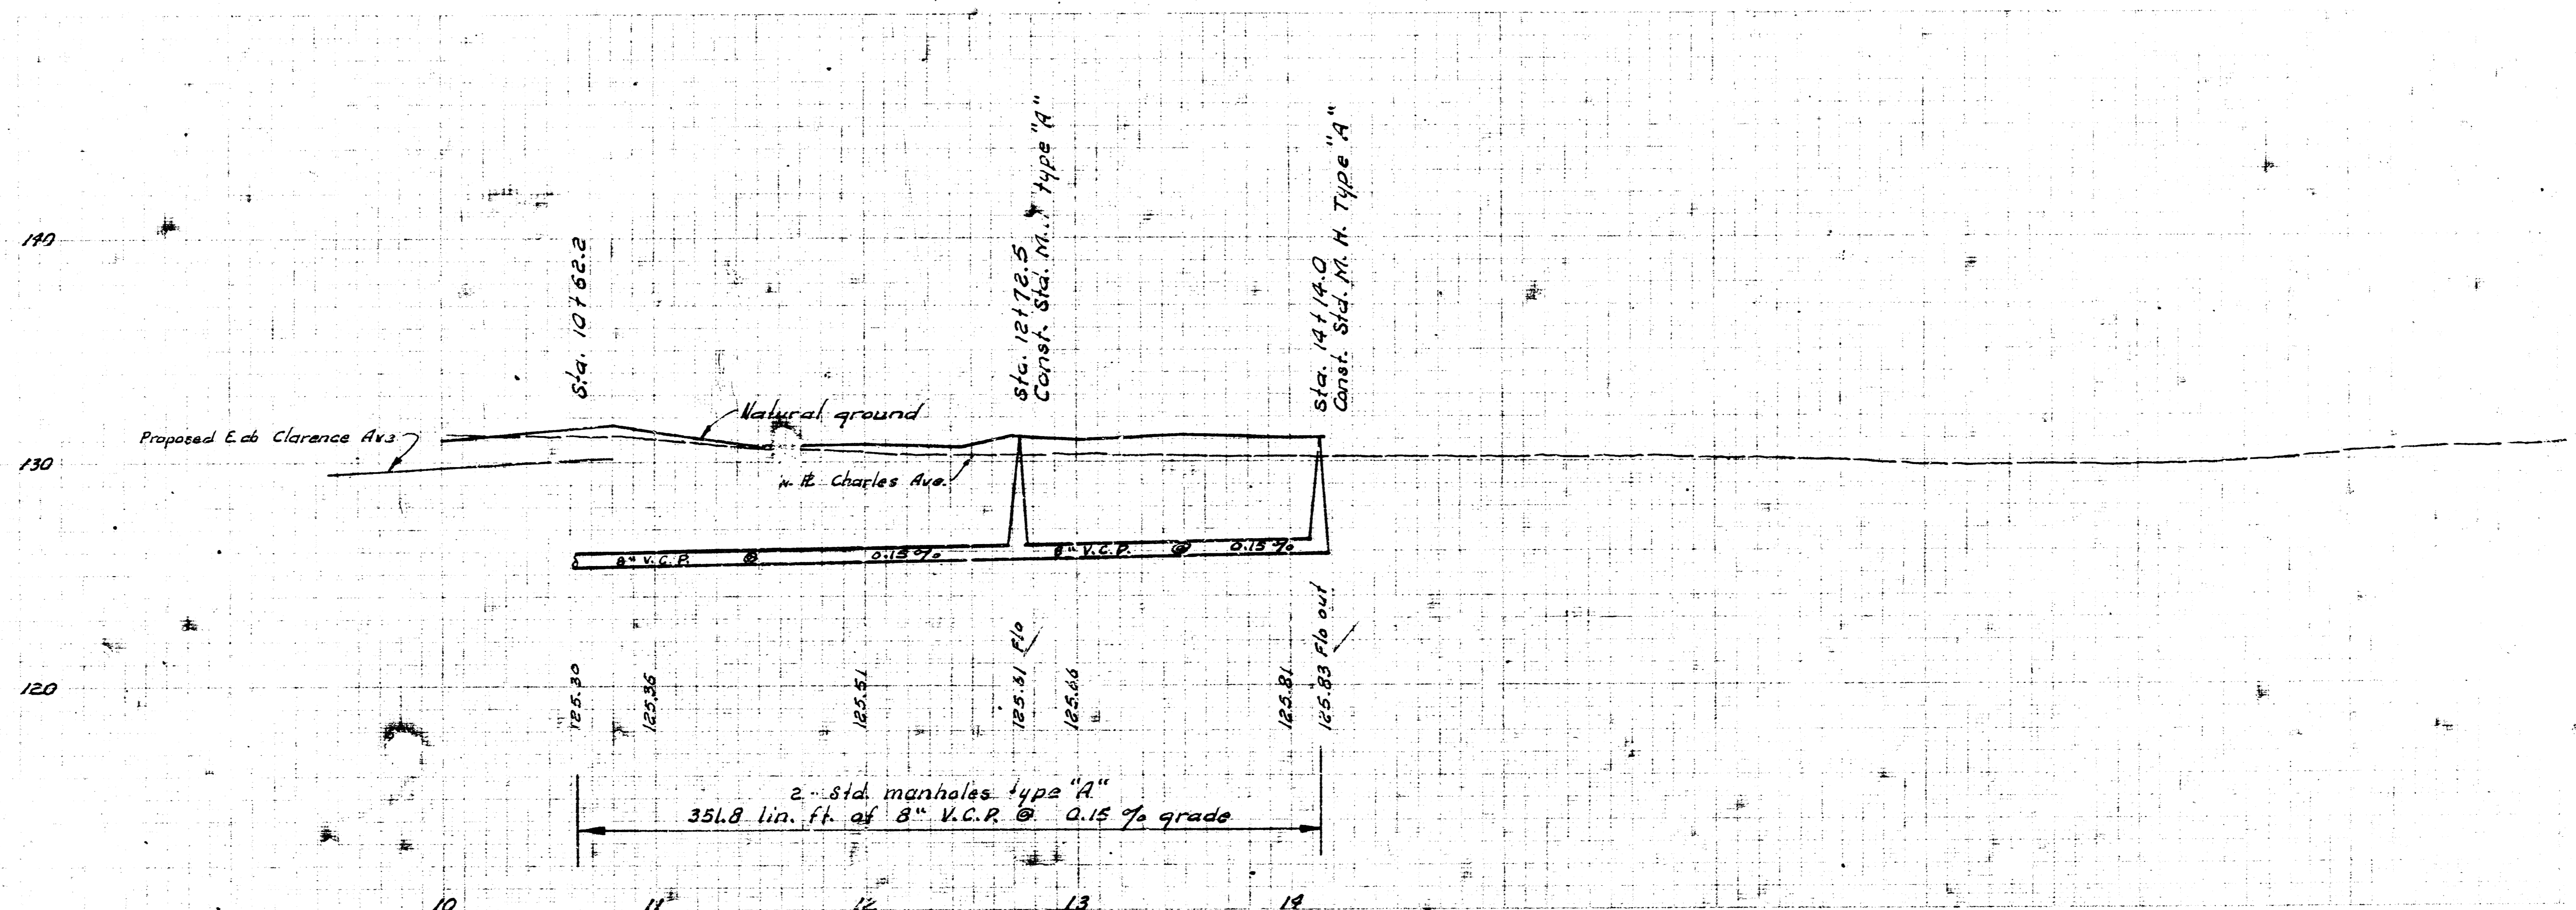 Sta. 10+62.2
Sta. 12+72.5
Const. Std. M. type "A"
Sta. 14+14.0
Const. Std. M. H. Type "A"
140
Natural ground
Proposed E. cb Clarence Ave
130
N. PL Charles Ave.
8" V.C.P. @ 0.15 %
8" V.C.P. @ 0.15 %
120
125.30
125.36
125.51
125.61 Flo
125.66
125.81
125.83 Flo out
2 - Std. manholes type "A"
351.8 lin. ft. of 8" V.C.P. @ 0.15 % grade
10 11 12 13 14